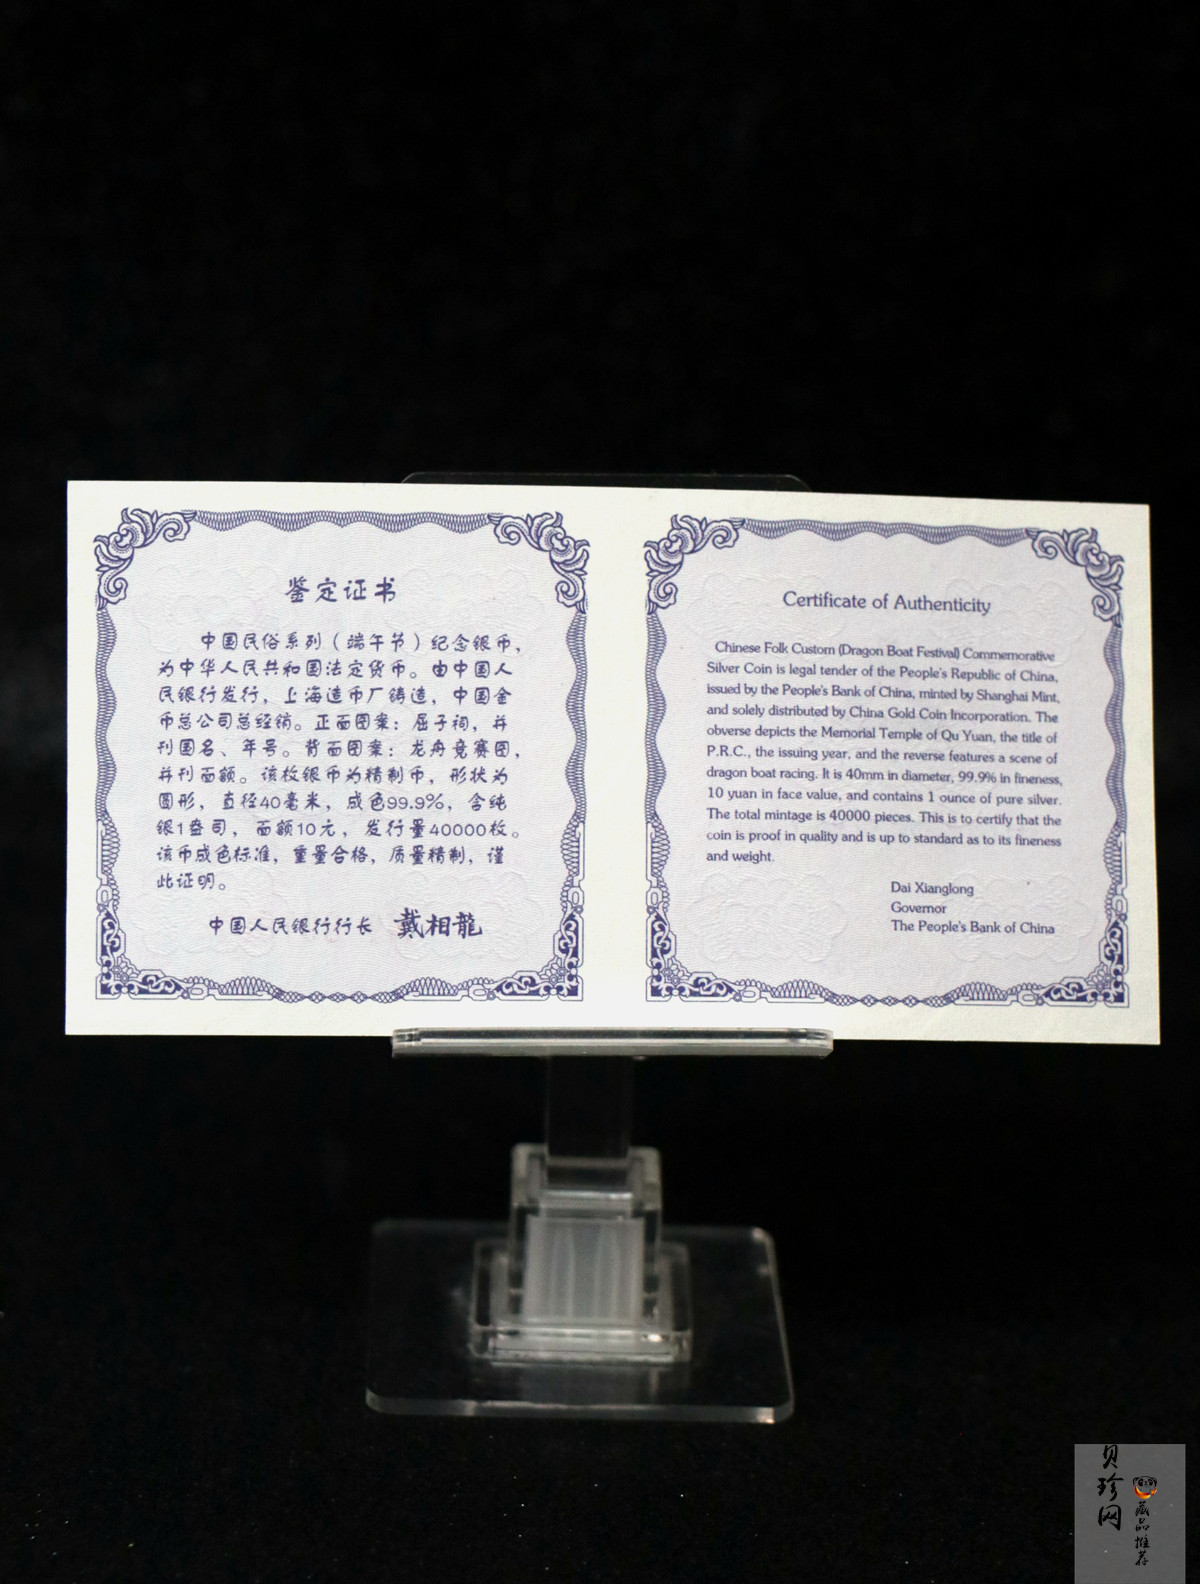 鉴定证书
中国民俗系列(端午节)纪念银币,
为中华人民共和国法定货币。由中国人
民银行发行,上海造币厂铸造,中国金
币总公司总经销。正面图案:屈子祠,并
刊国名、年号。背面图案:龙舟竞赛图,
并刊面额。该枚银币为精制币,形状为
圆形,直径40毫米,成色99.9%,含纯
银1盎司,面额10元,发行量40000枚。
该币成色标准,重量合格,质量精制,谨
此证明。
中国人民银行行长 戴相龍
Certificate of Authenticity
Chinese Folk Custom (Dragon Boat Festival) Commemorative
Silver Coin is legal tender of the People's Republic of China,
issued by the People's Bank of China, minted by Shanghai Mint,
and solely distributed by China Gold Coin Incorporation. The
obverse depicts the Memorial Temple of Qu Yuan, the title of
P.R.C., the issuing year, and the reverse features a scene of
dragon boat racing. It is 40mm in diameter, 99.9% in fineness,
10 yuan in face value, and contains 1 ounce of pure silver.
The total mintage is 40000 pieces. This is to certify that the
coin is proof in quality and is up to standard as to its fineness
and weight.
Dai Xianglong
Governor
The People's Bank of China
贝珍网
藏品推荐